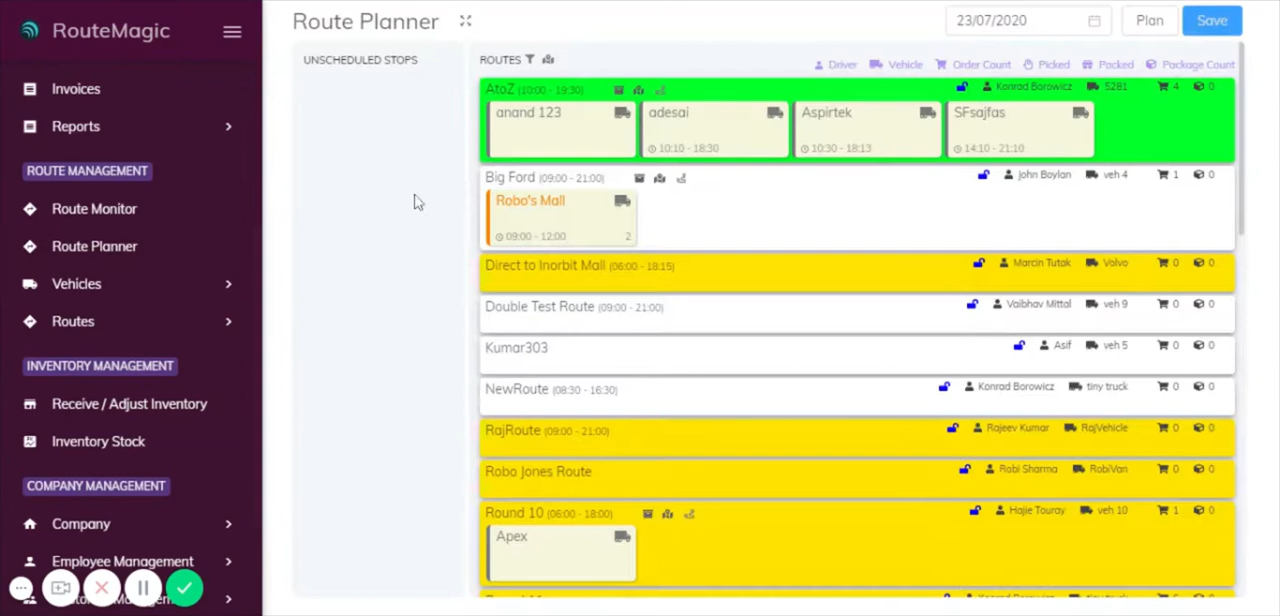 RouteMagic
Invoices
Reports
ROUTE MANAGEMENT
Route Monitor
Route Planner
Vehicles
Routes
INVENTORY MANAGEMENT
Receive / Adjust Inventory
Inventory Stock
COMPANY MANAGEMENT
Company
Employee Management
Route Planner
23/07/2020
Plan
Save
UNSCHEDULED STOPS
ROUTES
Driver Vehicle Order Count Picked Packed Package Count
AtoZ (10:00 - 19:30) Konrad Borowicz 5281 4 0
anand 123 adesai Aspirtek SFsajfas
10:10 - 18:30 10:30 - 18:13 14:10 - 21:10
Big Ford (09:00 - 21:00) John Boylan veh 4 1 0
Robo's Mall
09:00 - 12:00 2
Direct to Inorbit Mall (06:00 - 18:15) Marcin Tutak Volvo 0 0
Double Test Route (09:00 - 21:00) Vaibhav Mittal veh 9 0 0
Kumar303 Asif veh 5 0 0
NewRoute (08:30 - 16:30) Konrad Borowicz tiny truck 0 0
RajRoute (09:00 - 21:00) Rajeev Kumar RajVehicle 0 0
Robo Jones Route Robi Sharma RobiVan 0 0
Round 10 (06:00 - 18:00) Hajie Touray veh 10 1 0
Apex